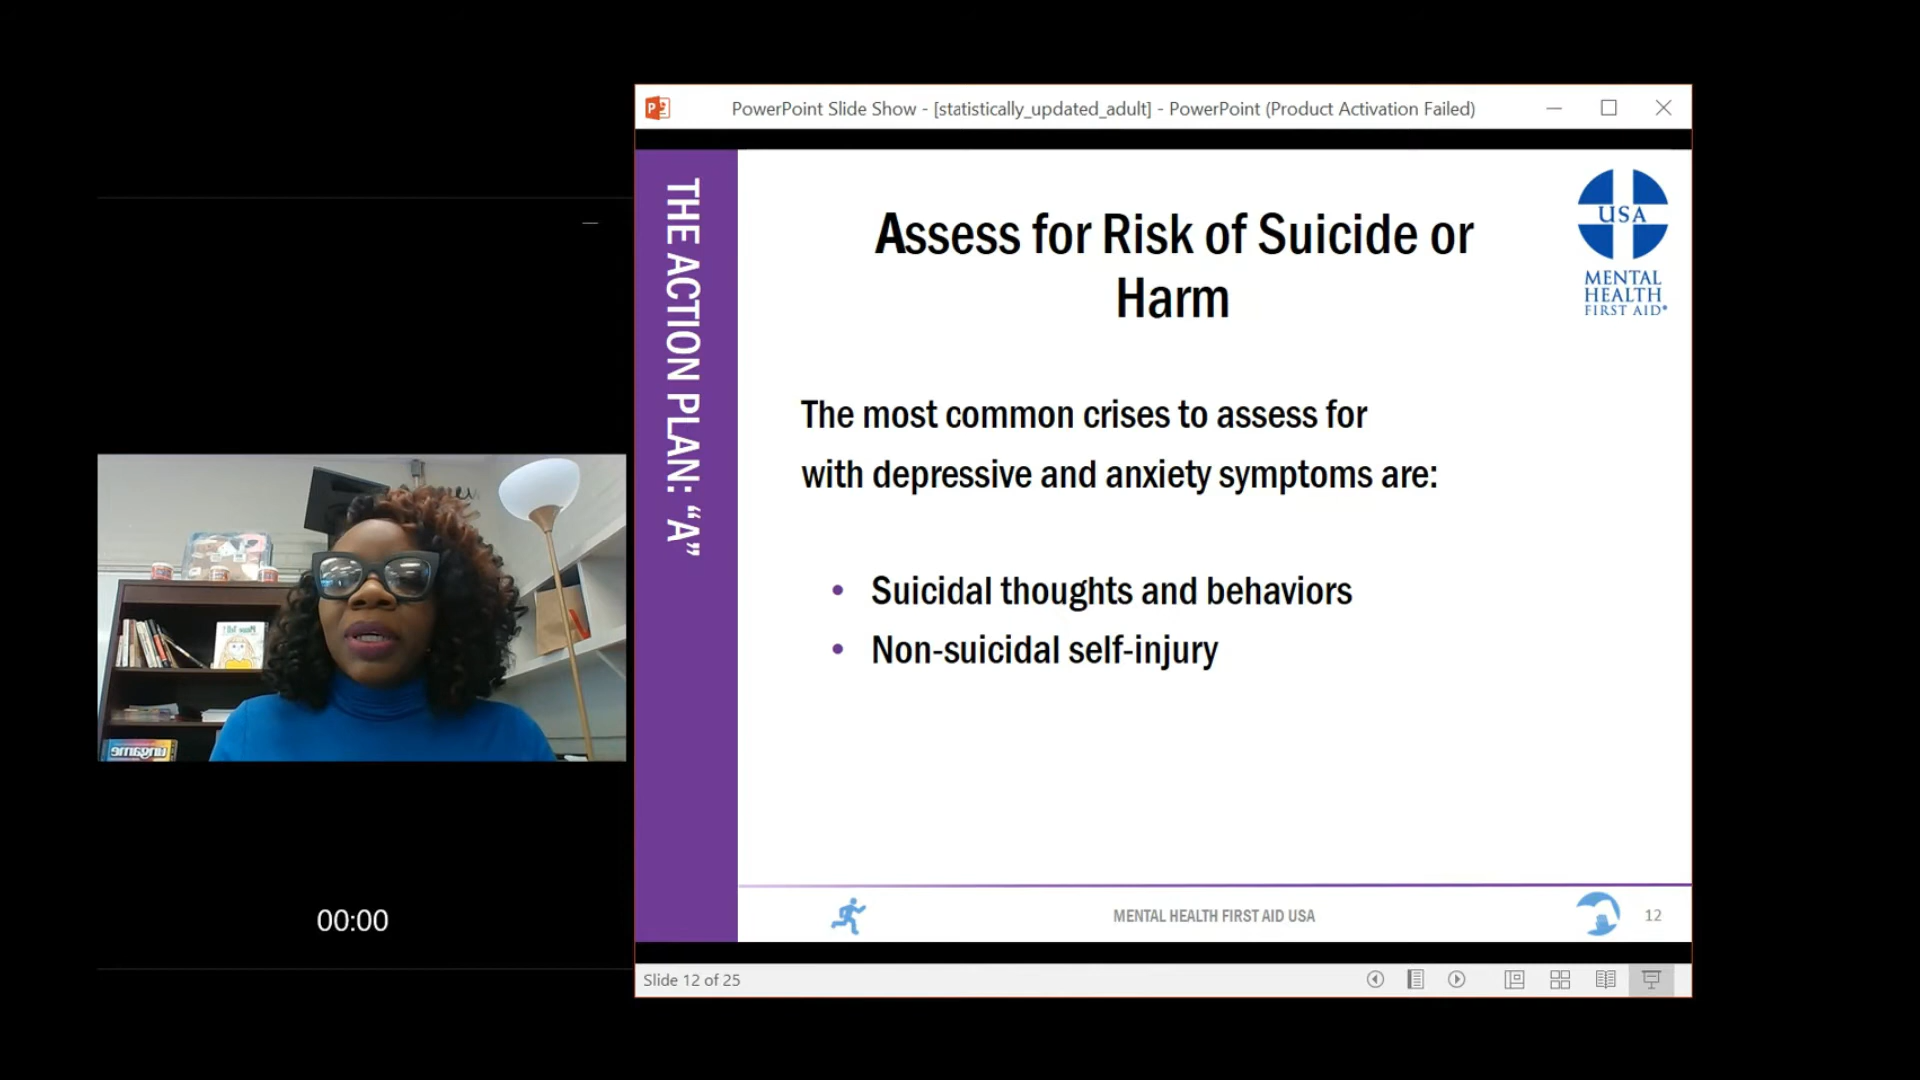 PowerPoint Slide Show - [statistically_updated_adult] - PowerPoint (Product Activation Failed)
THE ACTION PLAN: “A”
Assess for Risk of Suicide or
Harm
USA
MENTAL
HEALTH
FIRST AID®
The most common crises to assess for
with depressive and anxiety symptoms are:
• Suicidal thoughts and behaviors
• Non-suicidal self-injury
ungame
00:00
MENTAL HEALTH FIRST AID USA
12
Slide 12 of 25